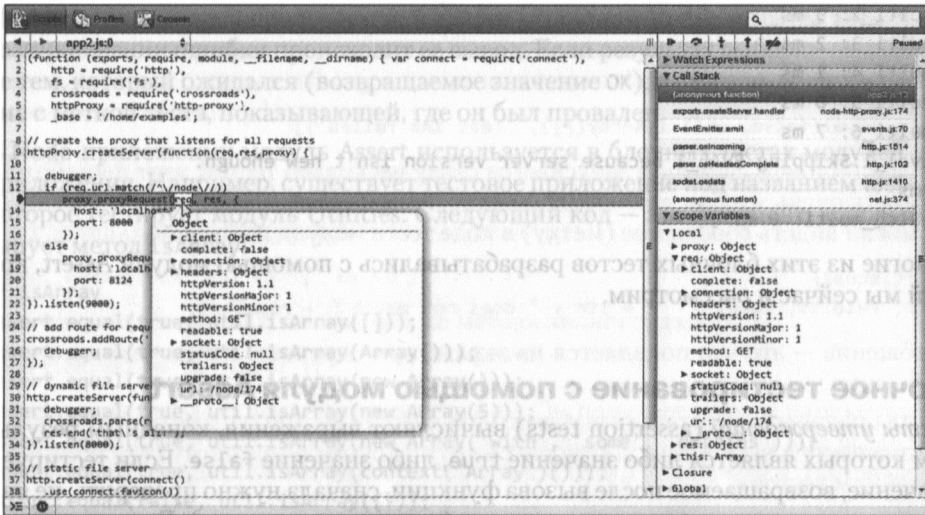 Scripts Profiles Console
app2.js:0
Paused
1 (function (exports, require, module, __filename, __dirname) { var connect = require('connect'),
2 http = require('http'),
3 fs = require('fs'),
4 crossroads = require('crossroads'),
5 httpProxy = require('http-proxy'),
6 base = '/home/examples';
7
8 // create the proxy that listens for all requests
9 httpProxy.createServer(function(req,res,proxy) {
10
11 debugger;
12 if (req.url.match(/^\/node\//))
proxy.proxyRequest(req, res, {
14 host: 'localho
15 port: 8000
16 });
17 else
18 proxy.proxyRequ
19 host: 'localh
20 port: 8124
21 });
22 }).listen(9000);
23
24 // add route for requ
25 crossroads.addRoute('
26 debugger;
27 });
28
29 // dynamic file serve
30 http.createServer(fun
31 debugger;
32 crossroads.parse(
33 res.end('that\'s all
34 }).listen(8000);
35
36 // static file server
37 http.createServer(connect()
38 .use(connect.favicon())
Object
client: Object
complete: false
connection: Object
headers: Object
httpVersion: 1.1
httpVersionMajor: 1
httpVersionMinor: 1
method: GET
readable: true
socket: Object
statusCode: null
trailers: Object
upgrade: false
url: /node/174
__proto__: Object
Watch Expressions
Call Stack
(anonymous function) app2.js:12
exports.createServer.handler node-http-proxy.js:174
EventEmitter.emit events.js:70
parser.onIncoming http.js:1514
parserOnHeadersComplete http.js:102
socket.ondata http.js:1410
(anonymous function) net.js:374
Scope Variables
Local
proxy: Object
req: Object
client: Object
complete: false
connection: Object
headers: Object
httpVersion: 1.1
httpVersionMajor: 1
httpVersionMinor: 1
method: GET
readable: true
socket: Object
statusCode: null
trailers: Object
upgrade: false
url: /node/174
__proto__: Object
res: Object
this: Array
Closure
Global